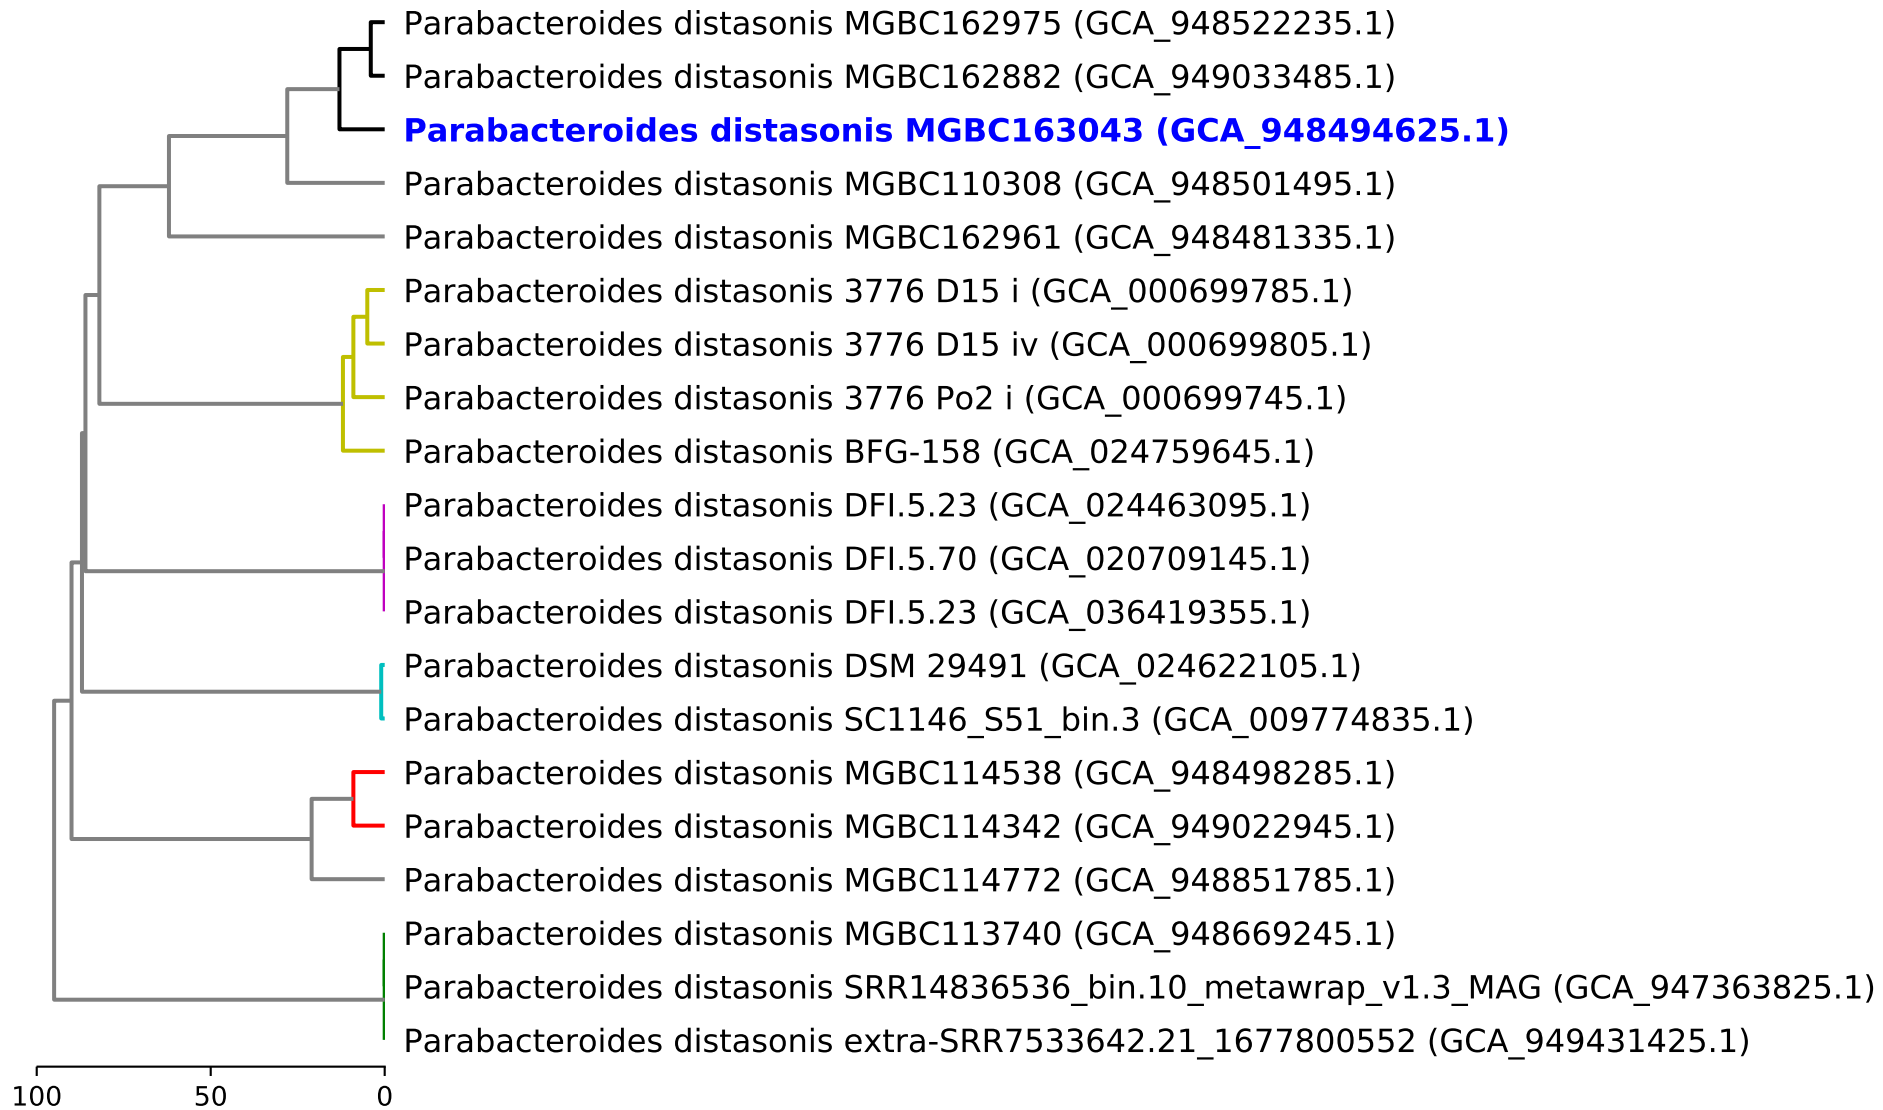 Parabacteroides distasonis MGBC162975 (GCA_948522235.1)
Parabacteroides distasonis MGBC162882 (GCA_949033485.1)
Parabacteroides distasonis MGBC163043 (GCA_948494625.1)
Parabacteroides distasonis MGBC110308 (GCA_948501495.1)
Parabacteroides distasonis MGBC162961 (GCA_948481335.1)
Parabacteroides distasonis 3776 D15 i (GCA_000699785.1)
Parabacteroides distasonis 3776 D15 iv (GCA_000699805.1)
Parabacteroides distasonis 3776 Po2 i (GCA_000699745.1)
Parabacteroides distasonis BFG-158 (GCA_024759645.1)
Parabacteroides distasonis DFI.5.23 (GCA_024463095.1)
Parabacteroides distasonis DFI.5.70 (GCA_020709145.1)
Parabacteroides distasonis DFI.5.23 (GCA_036419355.1)
Parabacteroides distasonis DSM 29491 (GCA_024622105.1)
Parabacteroides distasonis SC1146_S51_bin.3 (GCA_009774835.1)
Parabacteroides distasonis MGBC114538 (GCA_948498285.1)
Parabacteroides distasonis MGBC114342 (GCA_949022945.1)
Parabacteroides distasonis MGBC114772 (GCA_948851785.1)
Parabacteroides distasonis MGBC113740 (GCA_948669245.1)
Parabacteroides distasonis SRR14836536_bin.10_metawrap_v1.3_MAG (GCA_947363825.1)
Parabacteroides distasonis extra-SRR7533642.21_1677800552 (GCA_949431425.1)
100 50 0